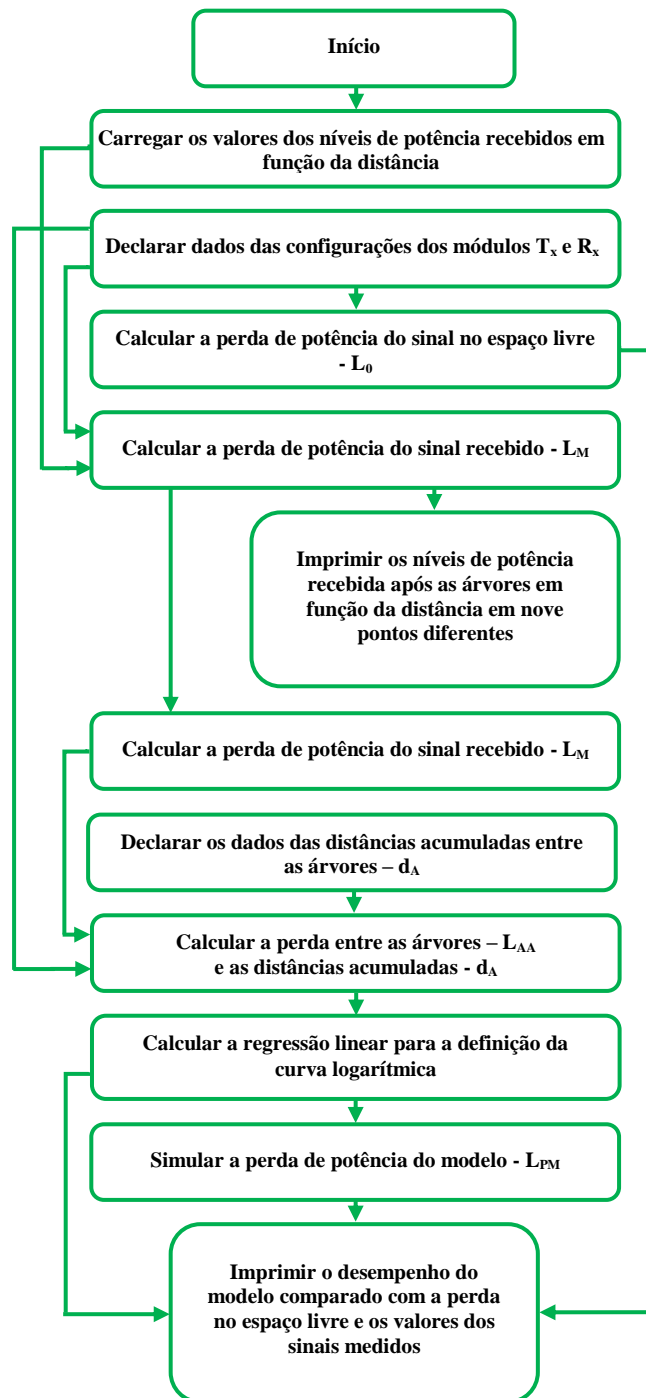 Início
Carregar os valores dos níveis de potência recebidos em
função da distância
Declarar dados das configurações dos módulos Tx e Rx
Calcular a perda de potência do sinal no espaço livre
- L0
Calcular a perda de potência do sinal recebido - LM
Imprimir os níveis de potência
recebida após as árvores em
função da distância em nove
pontos diferentes
Calcular a perda de potência do sinal recebido - LM
Declarar os dados das distâncias acumuladas entre
as árvores – dA
Calcular a perda entre as árvores – LAA
e as distâncias acumuladas - dA
Calcular a regressão linear para a definição da
curva logarítmica
Simular a perda de potência do modelo - LPM
Imprimir o desempenho do
modelo comparado com a perda
no espaço livre e os valores dos
sinais medidos